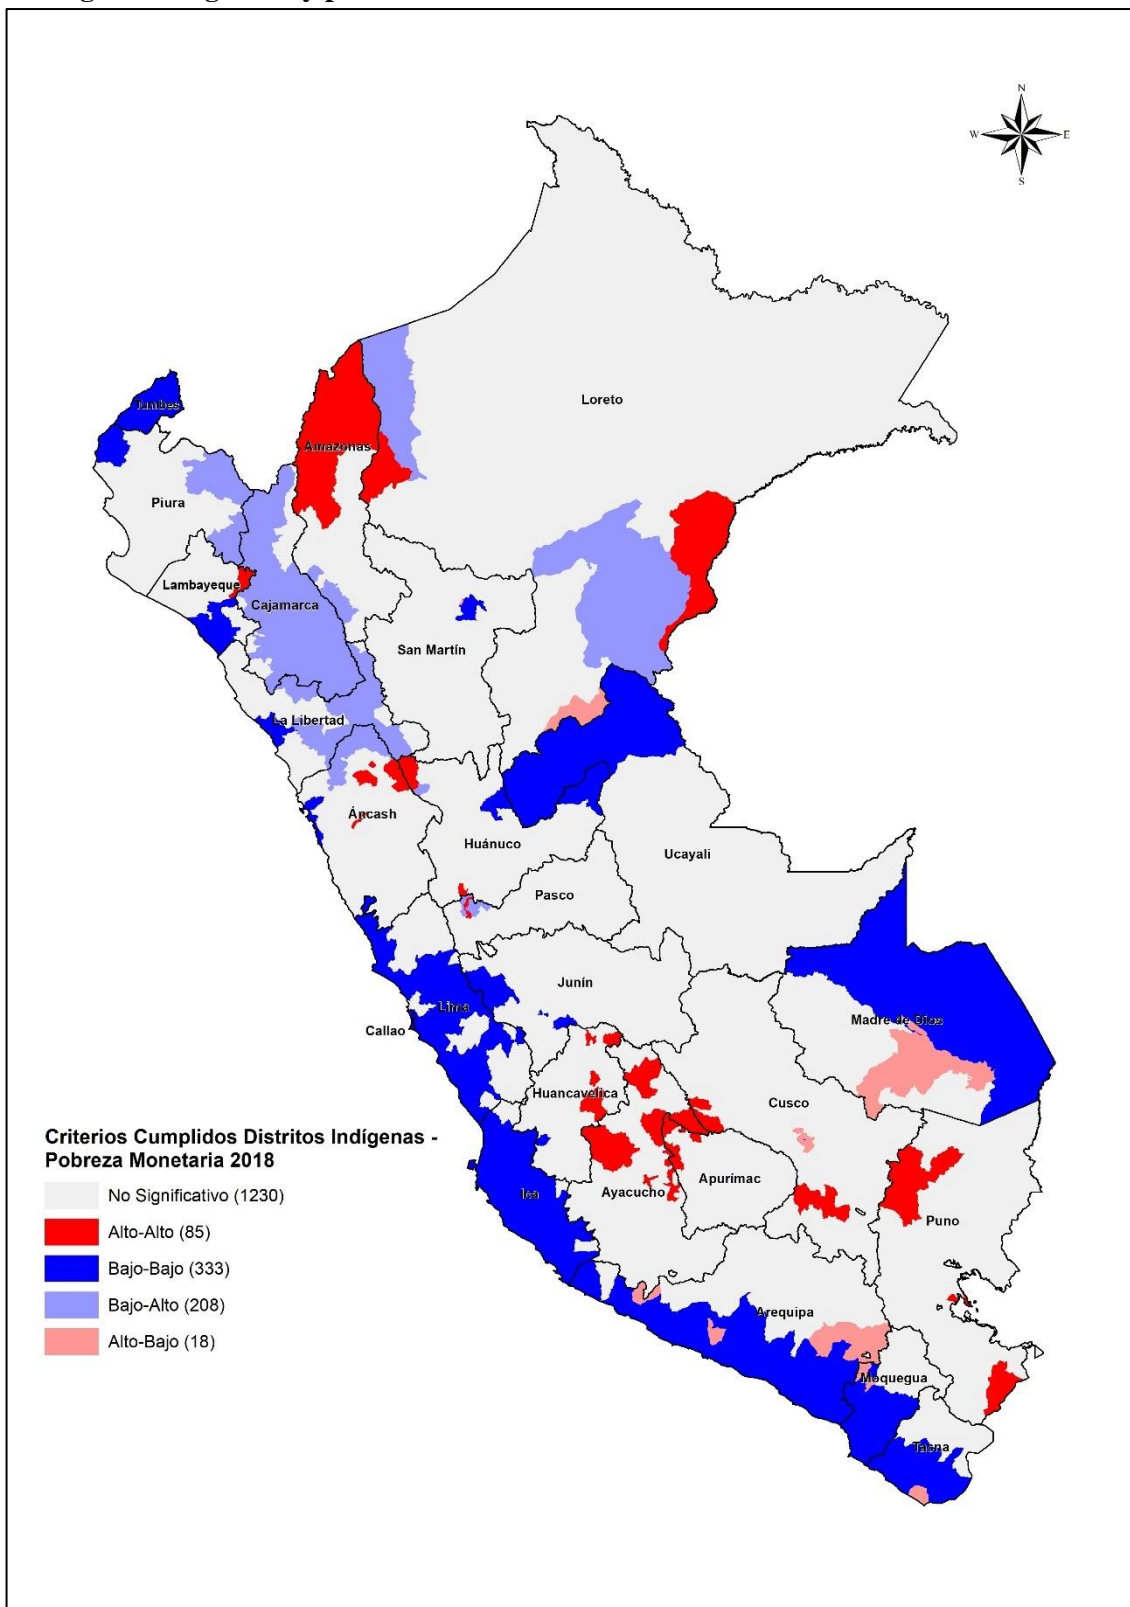 N
W E
S
Loreto
Tumbes
Amazonas
Piura
Lambayeque
Cajamarca
San Martín
La Libertad
Áncash
Huánuco
Ucayali
Pasco
Junín
Lima
Callao
Madre de Dios
Huancavelica
Cusco
Ica
Ayacucho
Apurímac
Puno
Arequipa
Moquegua
Tacna
Criterios Cumplidos Distritos Indígenas -
Pobreza Monetaria 2018
No Significativo (1230)
Alto-Alto (85)
Bajo-Bajo (333)
Bajo-Alto (208)
Alto-Bajo (18)